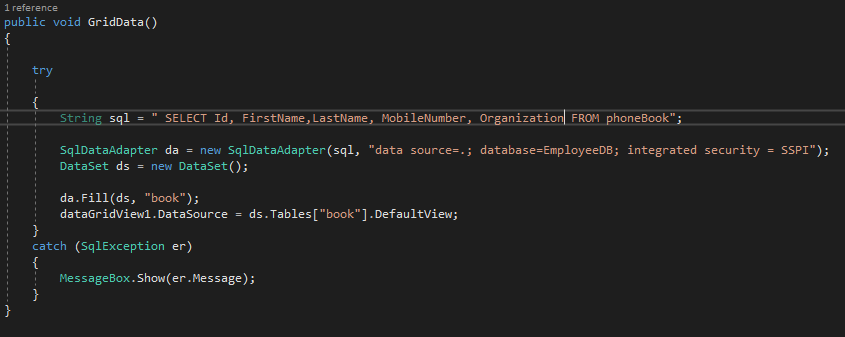 1 reference
public void GridData()
{
try
{
String sql = " SELECT Id, FirstName,LastName, MobileNumber, Organization FROM phoneBook";
SqlDataAdapter da = new SqlDataAdapter(sql, "data source=.; database=EmployeeDB; integrated security = SSPI");
DataSet ds = new DataSet();
da.Fill(ds, "book");
dataGridView1.DataSource = ds.Tables["book"].DefaultView;
}
catch (SqlException er)
{
MessageBox.Show(er.Message);
}
}